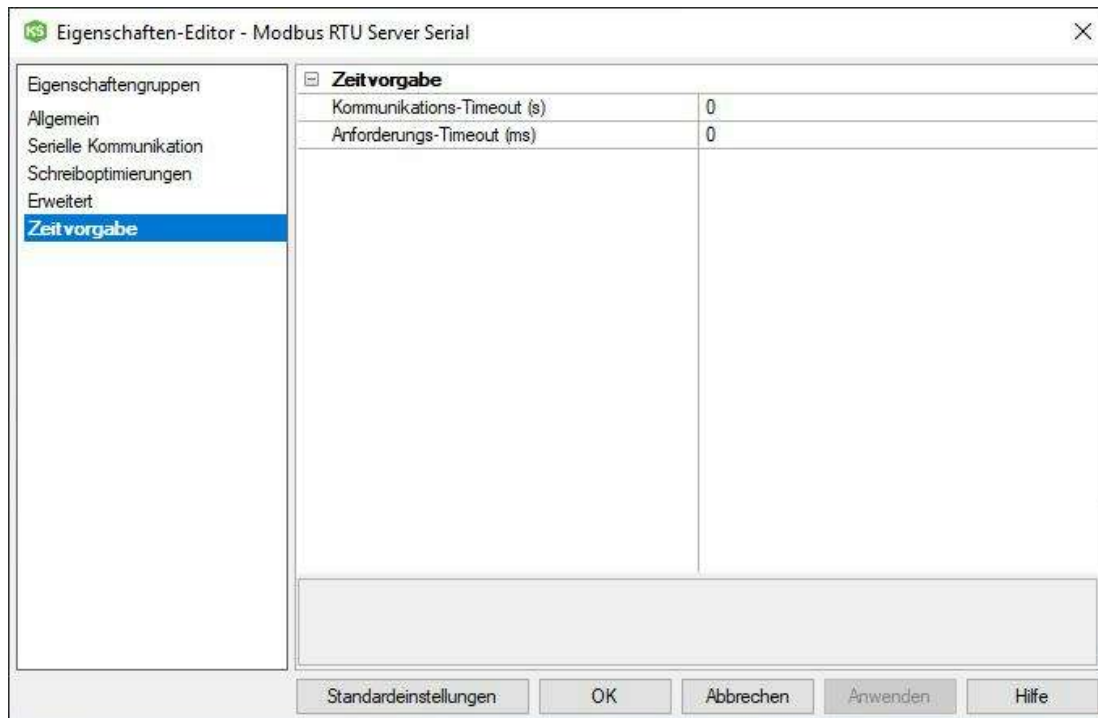 KS Eigenschaften-Editor - Modbus RTU Server Serial
Eigenschaftengruppen
Allgemein
Serielle Kommunikation
Schreiboptimierungen
Erweitert
Zeitvorgabe
Zeitvorgabe
Kommunikations-Timeout (s) 0
Anforderungs-Timeout (ms) 0
Standardeinstellungen OK Abbrechen Anwenden Hilfe